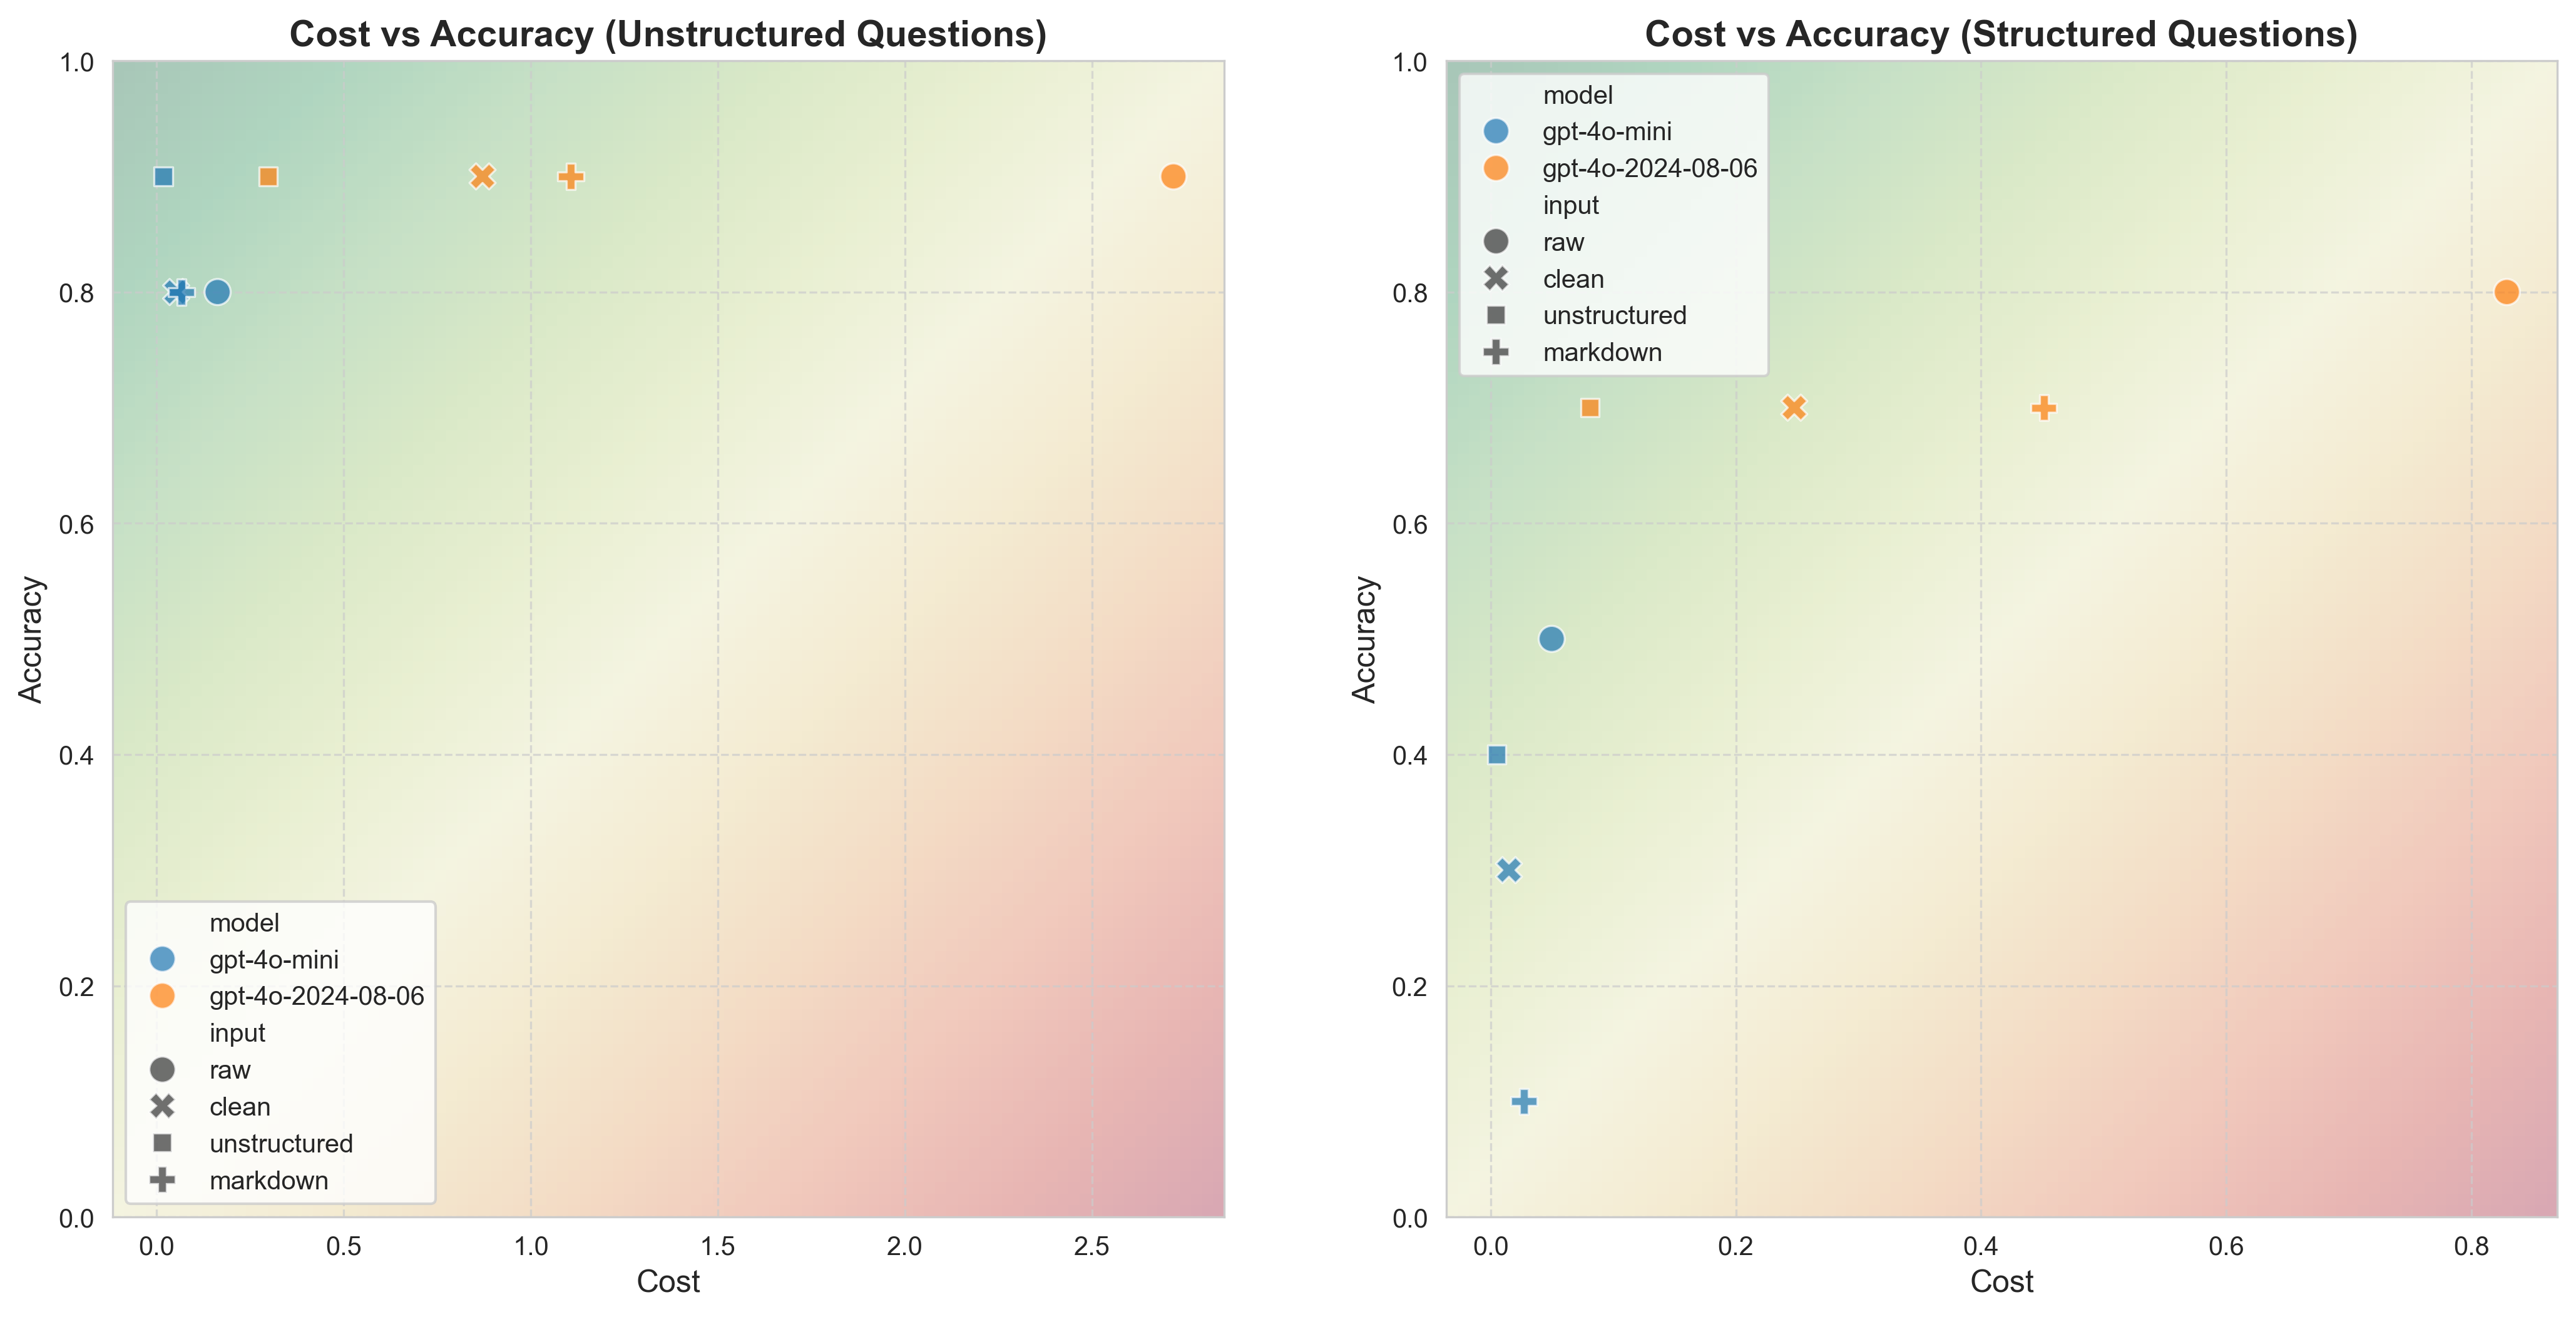 Cost vs Accuracy (Unstructured Questions)
1.0
0.8
0.6
0.4
0.2
0.0
Accuracy
model
gpt-4o-mini
gpt-4o-2024-08-06
input
raw
clean
unstructured
markdown
0.0 0.5 1.0 1.5 2.0 2.5
Cost
Cost vs Accuracy (Structured Questions)
1.0
0.8
0.6
0.4
0.2
0.0
Accuracy
model
gpt-4o-mini
gpt-4o-2024-08-06
input
raw
clean
unstructured
markdown
0.0 0.2 0.4 0.6 0.8
Cost